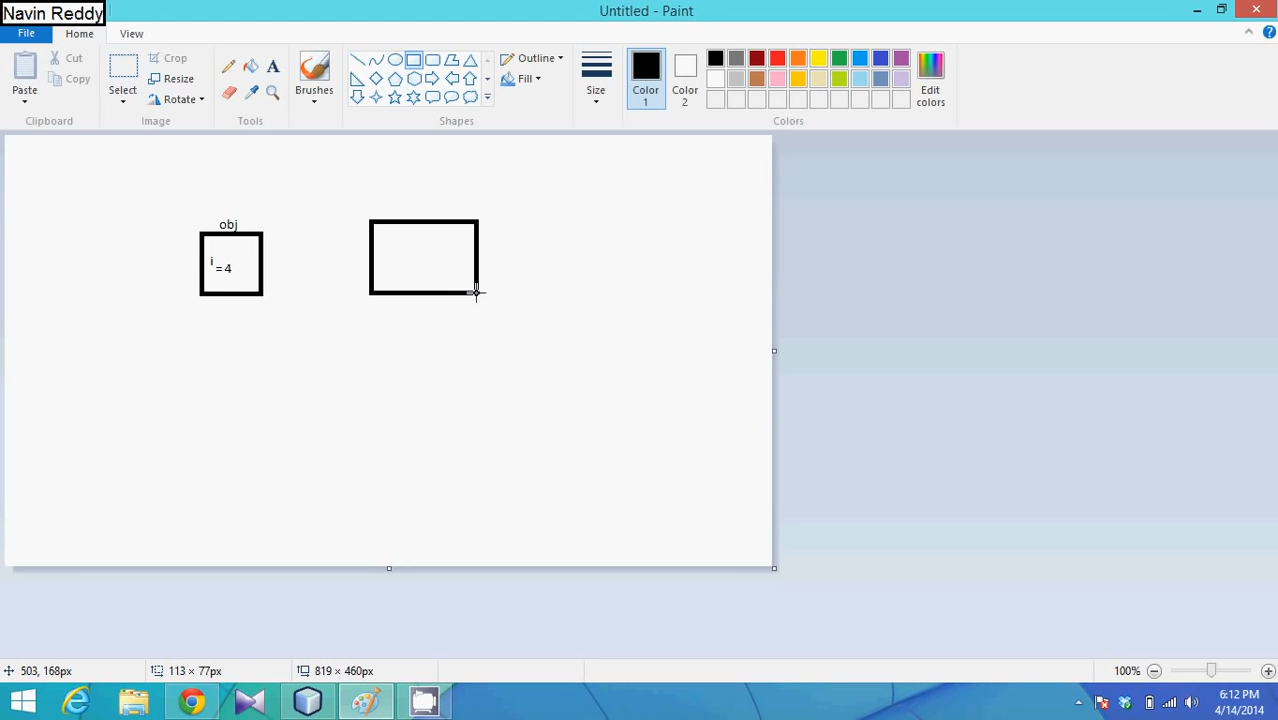 Navin Reddy
Untitled - Paint
File
Home
View
Paste
Cut
Copy
Clipboard
Select
Crop
Resize
Rotate
Image
A
Tools
Brushes
Outline
Fill
Shapes
Size
Color 1
Color 2
Edit colors
Colors
obj
i = 4
503, 168px
113 × 77px
819 × 460px
100%
6:12 PM
4/14/2014